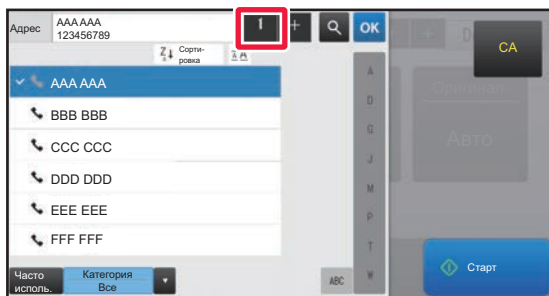 Адрес
AAA AAA
123456789
1
+
OK
CA
Z
A
Сорти-
ровка
Оригинал
Авто
AAA AAA
BBB BBB
CCC CCC
DDD DDD
EEE EEE
FFF FFF
A
D
G
J
M
P
T
W
Часто
исполь.
Категория
Все
ABC
Старт